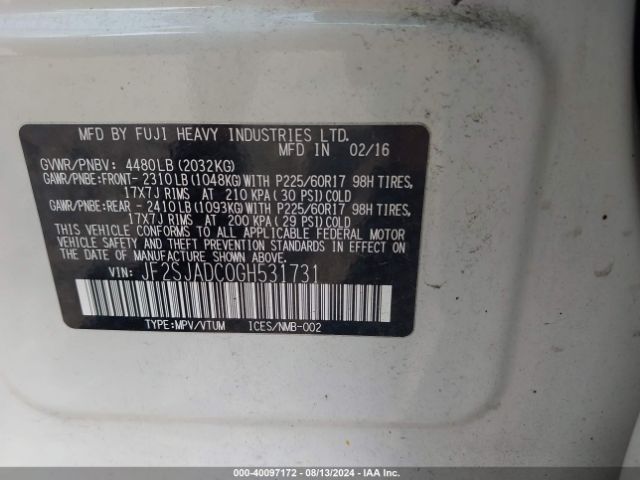 MFD BY FUJI HEAVY INDUSTRIES LTD.
MFD IN 02/16
GVWR/PNBV: 4480LB (2032KG)
GAWR/PNBE: FRONT- 2310 LB (1048KG) WITH P225/60R17 98H TIRES,
17X7J RIMS AT 210 KPA ( 30 PSI) COLD
GAWR/PNBE: REAR - 2410 LB (1093KG) WITH P225/60R17 98H TIRES,
17X7J RIMS AT 200 KPA (29 PSI) COLD
THIS VEHICLE CONFORMS TO ALL APPLICABLE FEDERAL MOTOR
VEHICLE SAFETY AND THEFT PREVENTION STANDARDS IN EFFECT
ON THE DATE OF MANUFACTURE SHOWN ABOVE.
VIN: JF2SJADC0GH531731
TYPE:MPV/VTUM ICES/NMB-002
000-40097172 - 08/13/2024 - IAA Inc.